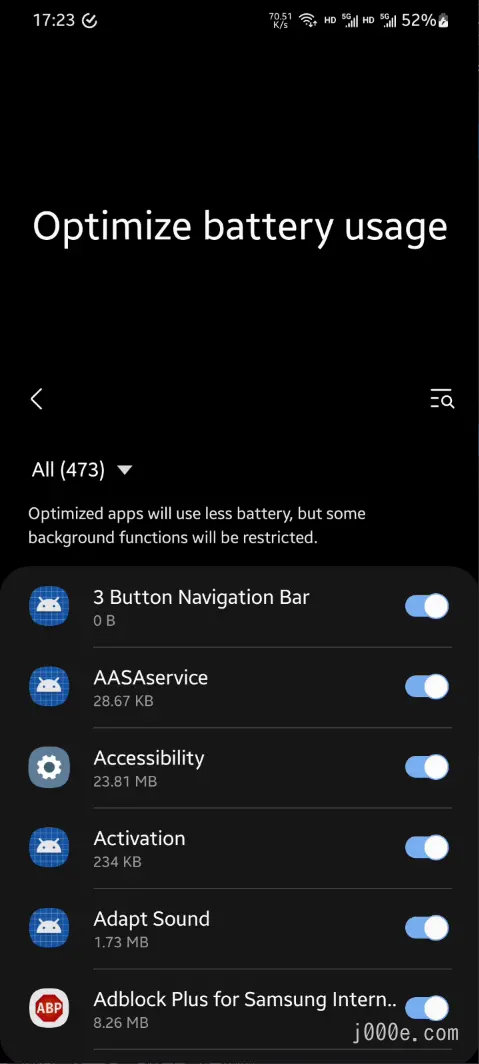 17:23 70.51 K/s HD 5G HD 5G 52%
Optimize battery usage
All (473)
Optimized apps will use less battery, but some
background functions will be restricted.
3 Button Navigation Bar
0 B
AASAservice
28.67 KB
Accessibility
23.81 MB
Activation
234 KB
Adapt Sound
1.73 MB
ABP
Adblock Plus for Samsung Intern..
8.26 MB
j000e.com